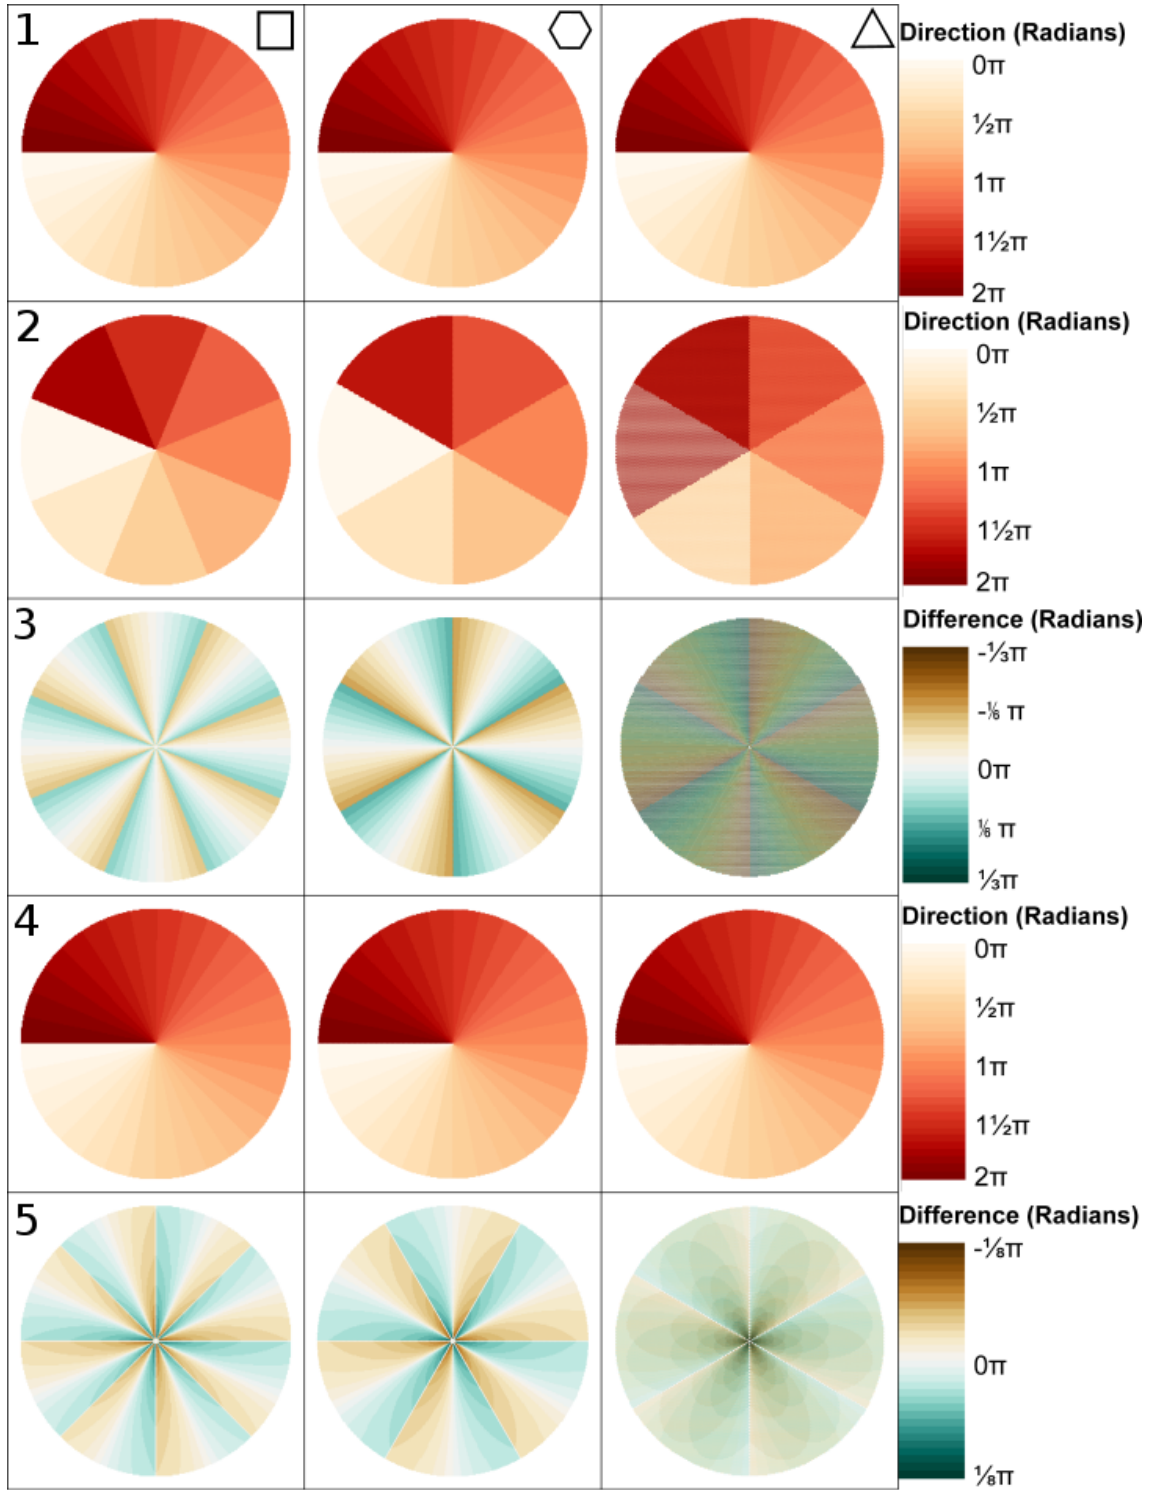 1
Direction (Radians)
0π
½π
1π
1½π
2π
2
Direction (Radians)
0π
½π
1π
1½π
2π
3
Difference (Radians)
-⅓π
-⅙ π
0π
⅙ π
⅓π
4
Direction (Radians)
0π
½π
1π
1½π
2π
5
Difference (Radians)
-⅛π
0π
⅛π